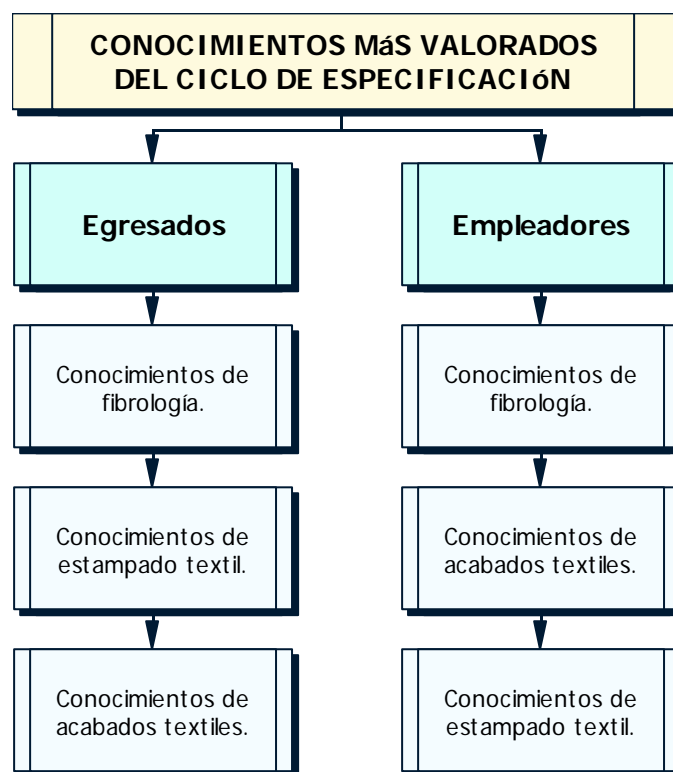 CONOCIMIENTOS MáS VALORADOS
DEL CICLO DE ESPECIFICACIóN
Egresados
Empleadores
Conocimientos de
fibrología.
Conocimientos de
fibrología.
Conocimientos de
estampado textil.
Conocimientos de
acabados textiles.
Conocimientos de
acabados textiles.
Conocimientos de
estampado textil.